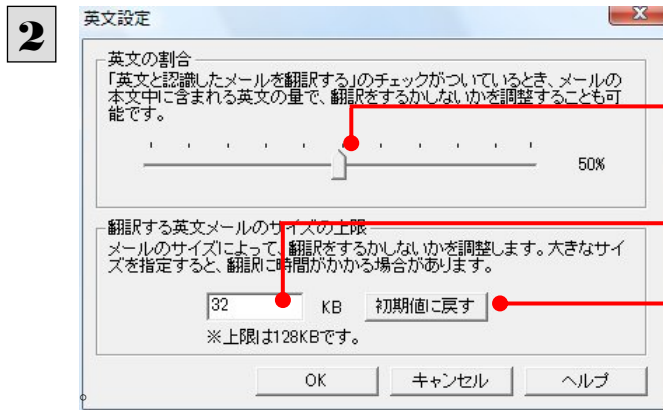 2
英文設定
英文の割合
「英文と認識したメールを翻訳する」のチェックがついているとき、メールの
本文中に含まれる英文の量で、翻訳をするかしないかを調整することも可
能です。
50%
翻訳する英文メールのサイズの上限
メールのサイズによって、翻訳をするかしないかを調整します。大きなサイ
ズを指定すると、翻訳に時間がかかる場合があります。
32 KB 初期値に戻す
※上限は128KBです。
OK キャンセル ヘルプ